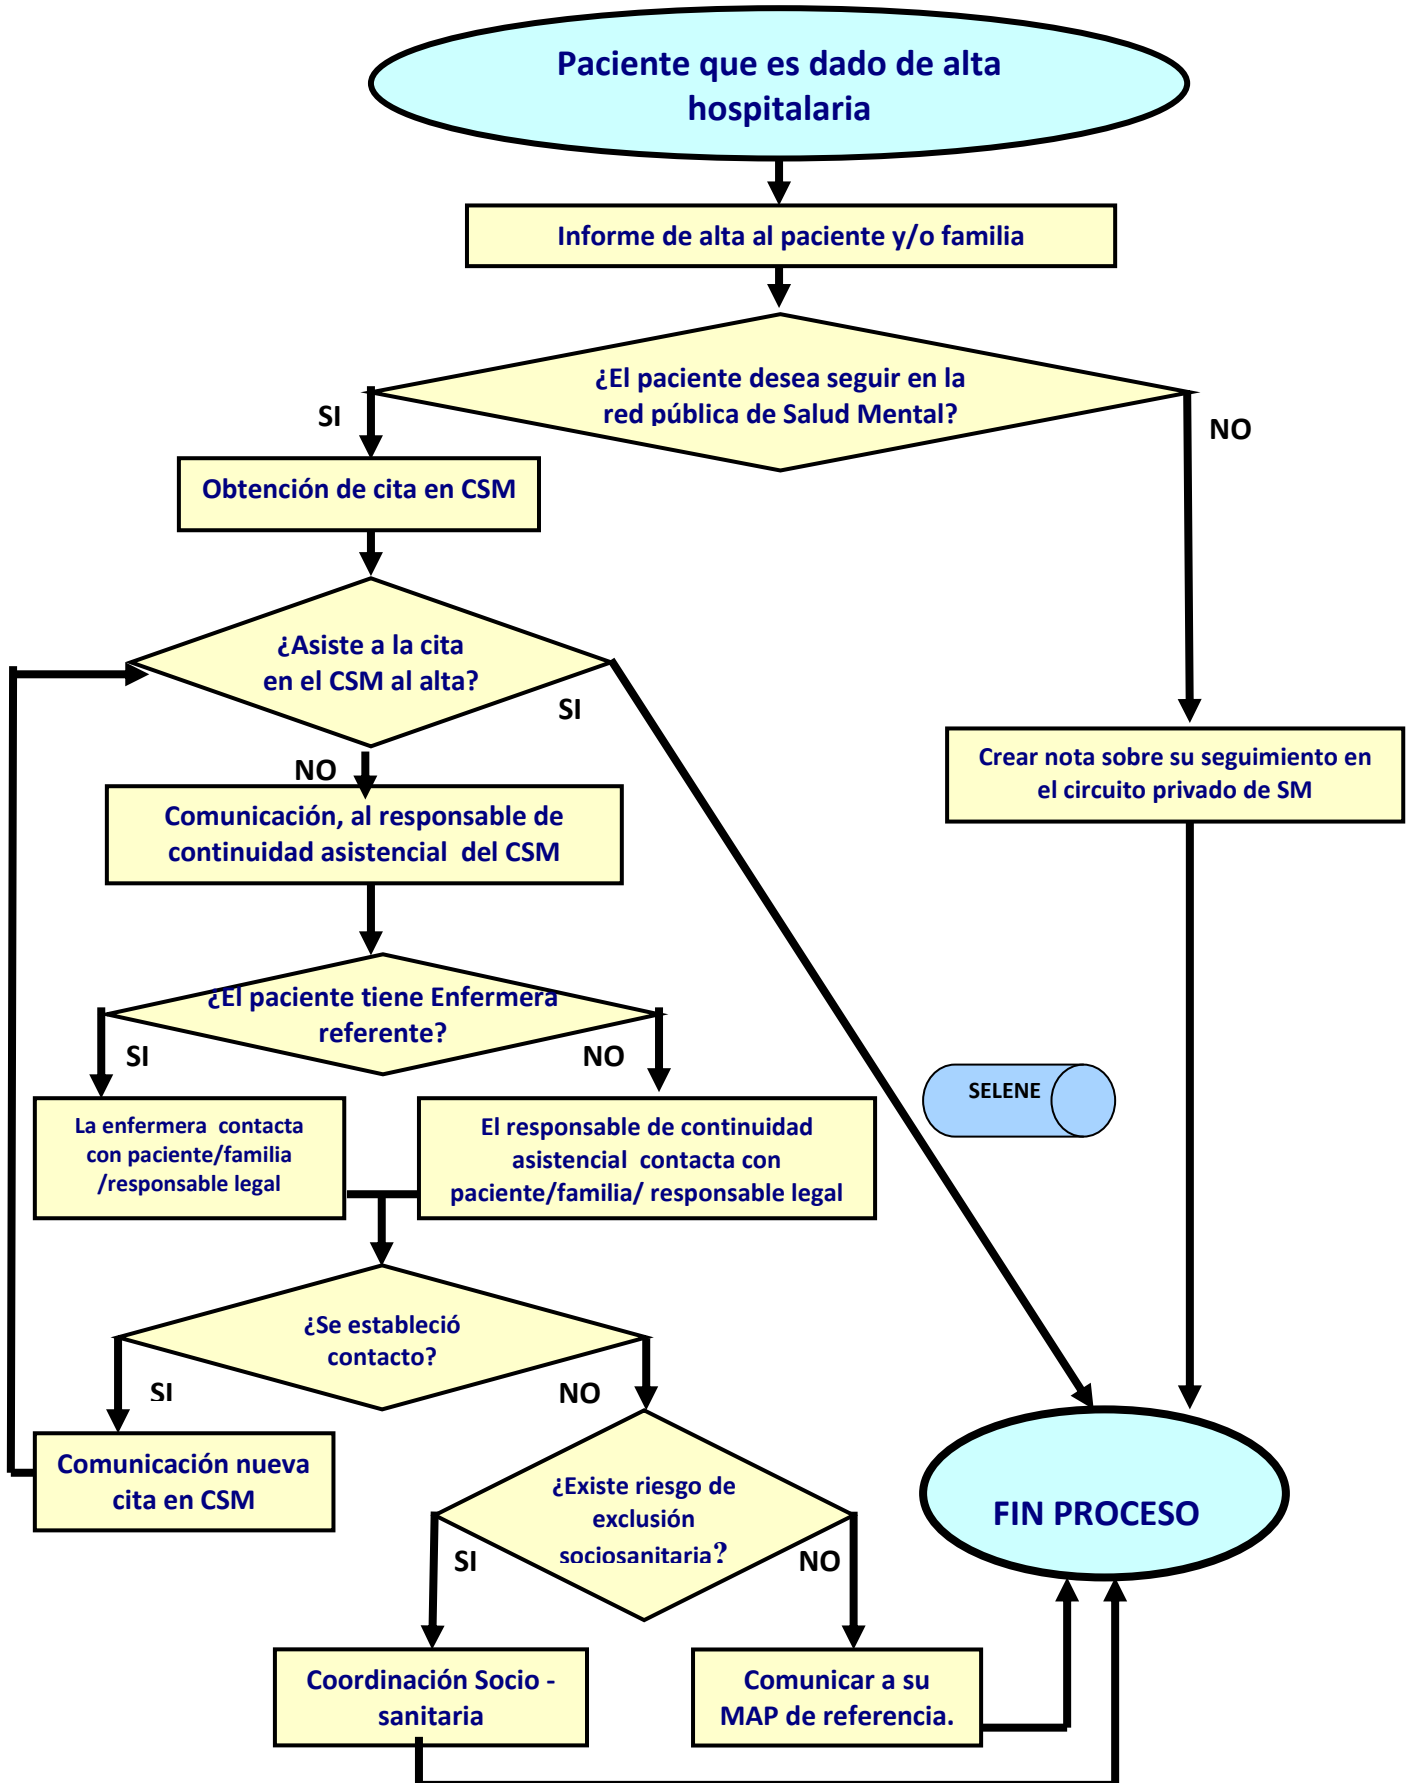 Paciente que es dado de alta
hospitalaria
Informe de alta al paciente y/o familia
¿El paciente desea seguir en la
red pública de Salud Mental?
SI
NO
Obtención de cita en CSM
¿Asiste a la cita
en el CSM al alta?
SI
NO
Crear nota sobre su seguimiento en
el circuito privado de SM
Comunicación, al responsable de
continuidad asistencial del CSM
¿El paciente tiene Enfermera
referente?
SI
NO
SELENE
La enfermera contacta
con paciente/familia
/responsable legal
El responsable de continuidad
asistencial contacta con
paciente/familia/ responsable legal
¿Se estableció
contacto?
SI
NO
Comunicación nueva
cita en CSM
¿Existe riesgo de
exclusión
sociosanitaria?
SI
NO
FIN PROCESO
Coordinación Socio -
sanitaria
Comunicar a su
MAP de referencia.